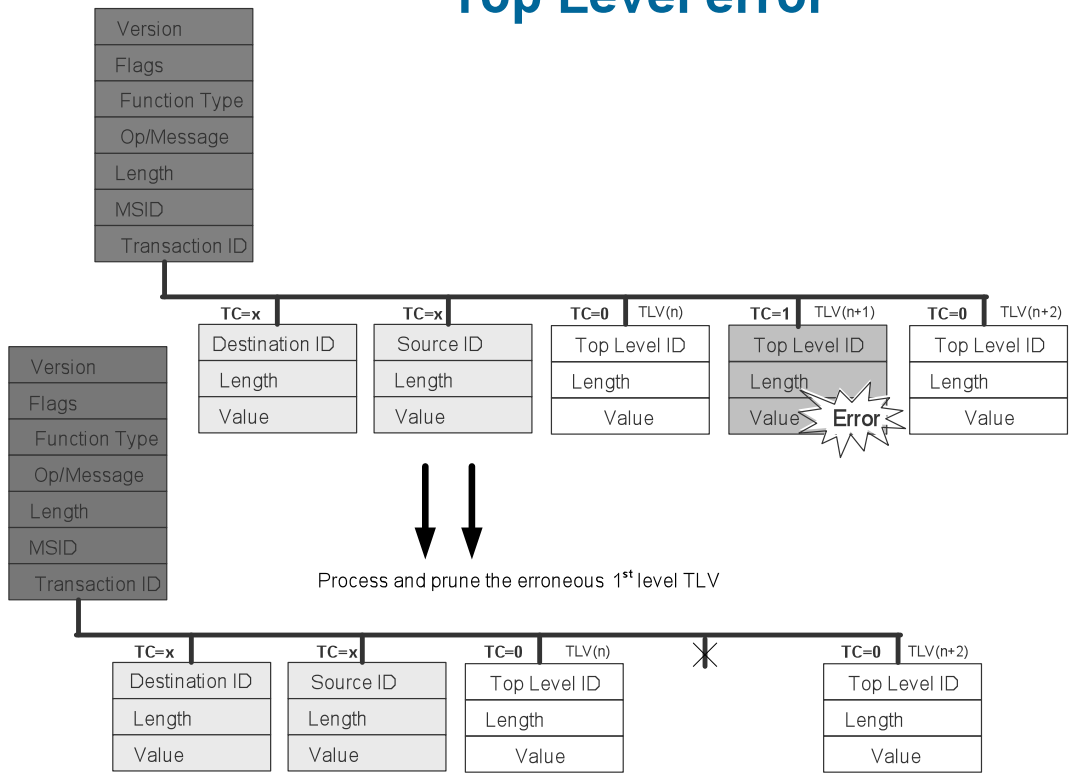 Top Level error
Version
Flags
Function Type
Op/Message
Length
MSID
Transaction ID
TC=x
TC=x
TC=0 TLV(n)
TC=1 TLV(n+1)
TC=0 TLV(n+2)
Destination ID
Length
Value
Source ID
Length
Value
Top Level ID
Length
Value
Top Level ID
Length
Value
Error
Top Level ID
Length
Value
Version
Flags
Function Type
Op/Message
Length
MSID
Transaction ID
Process and prune the erroneous 1st level TLV
TC=x
TC=x
TC=0 TLV(n)
TC=0 TLV(n+2)
Destination ID
Length
Value
Source ID
Length
Value
Top Level ID
Length
Value
Top Level ID
Length
Value